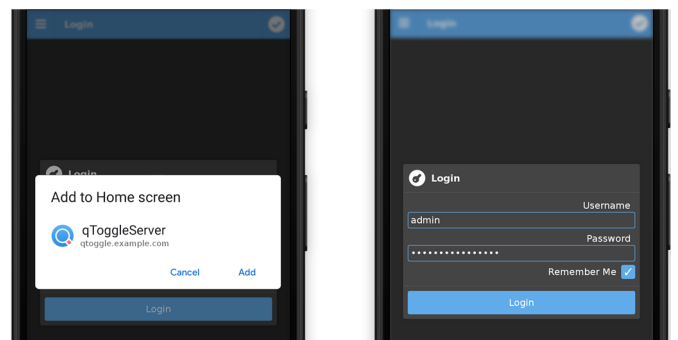 Login
Login
Add to Home screen
qToggleServer
qtoggle.example.com
Cancel
Add
Login
Login
Login
Username
admin
Password
••••••••••••••••
Remember Me
Login